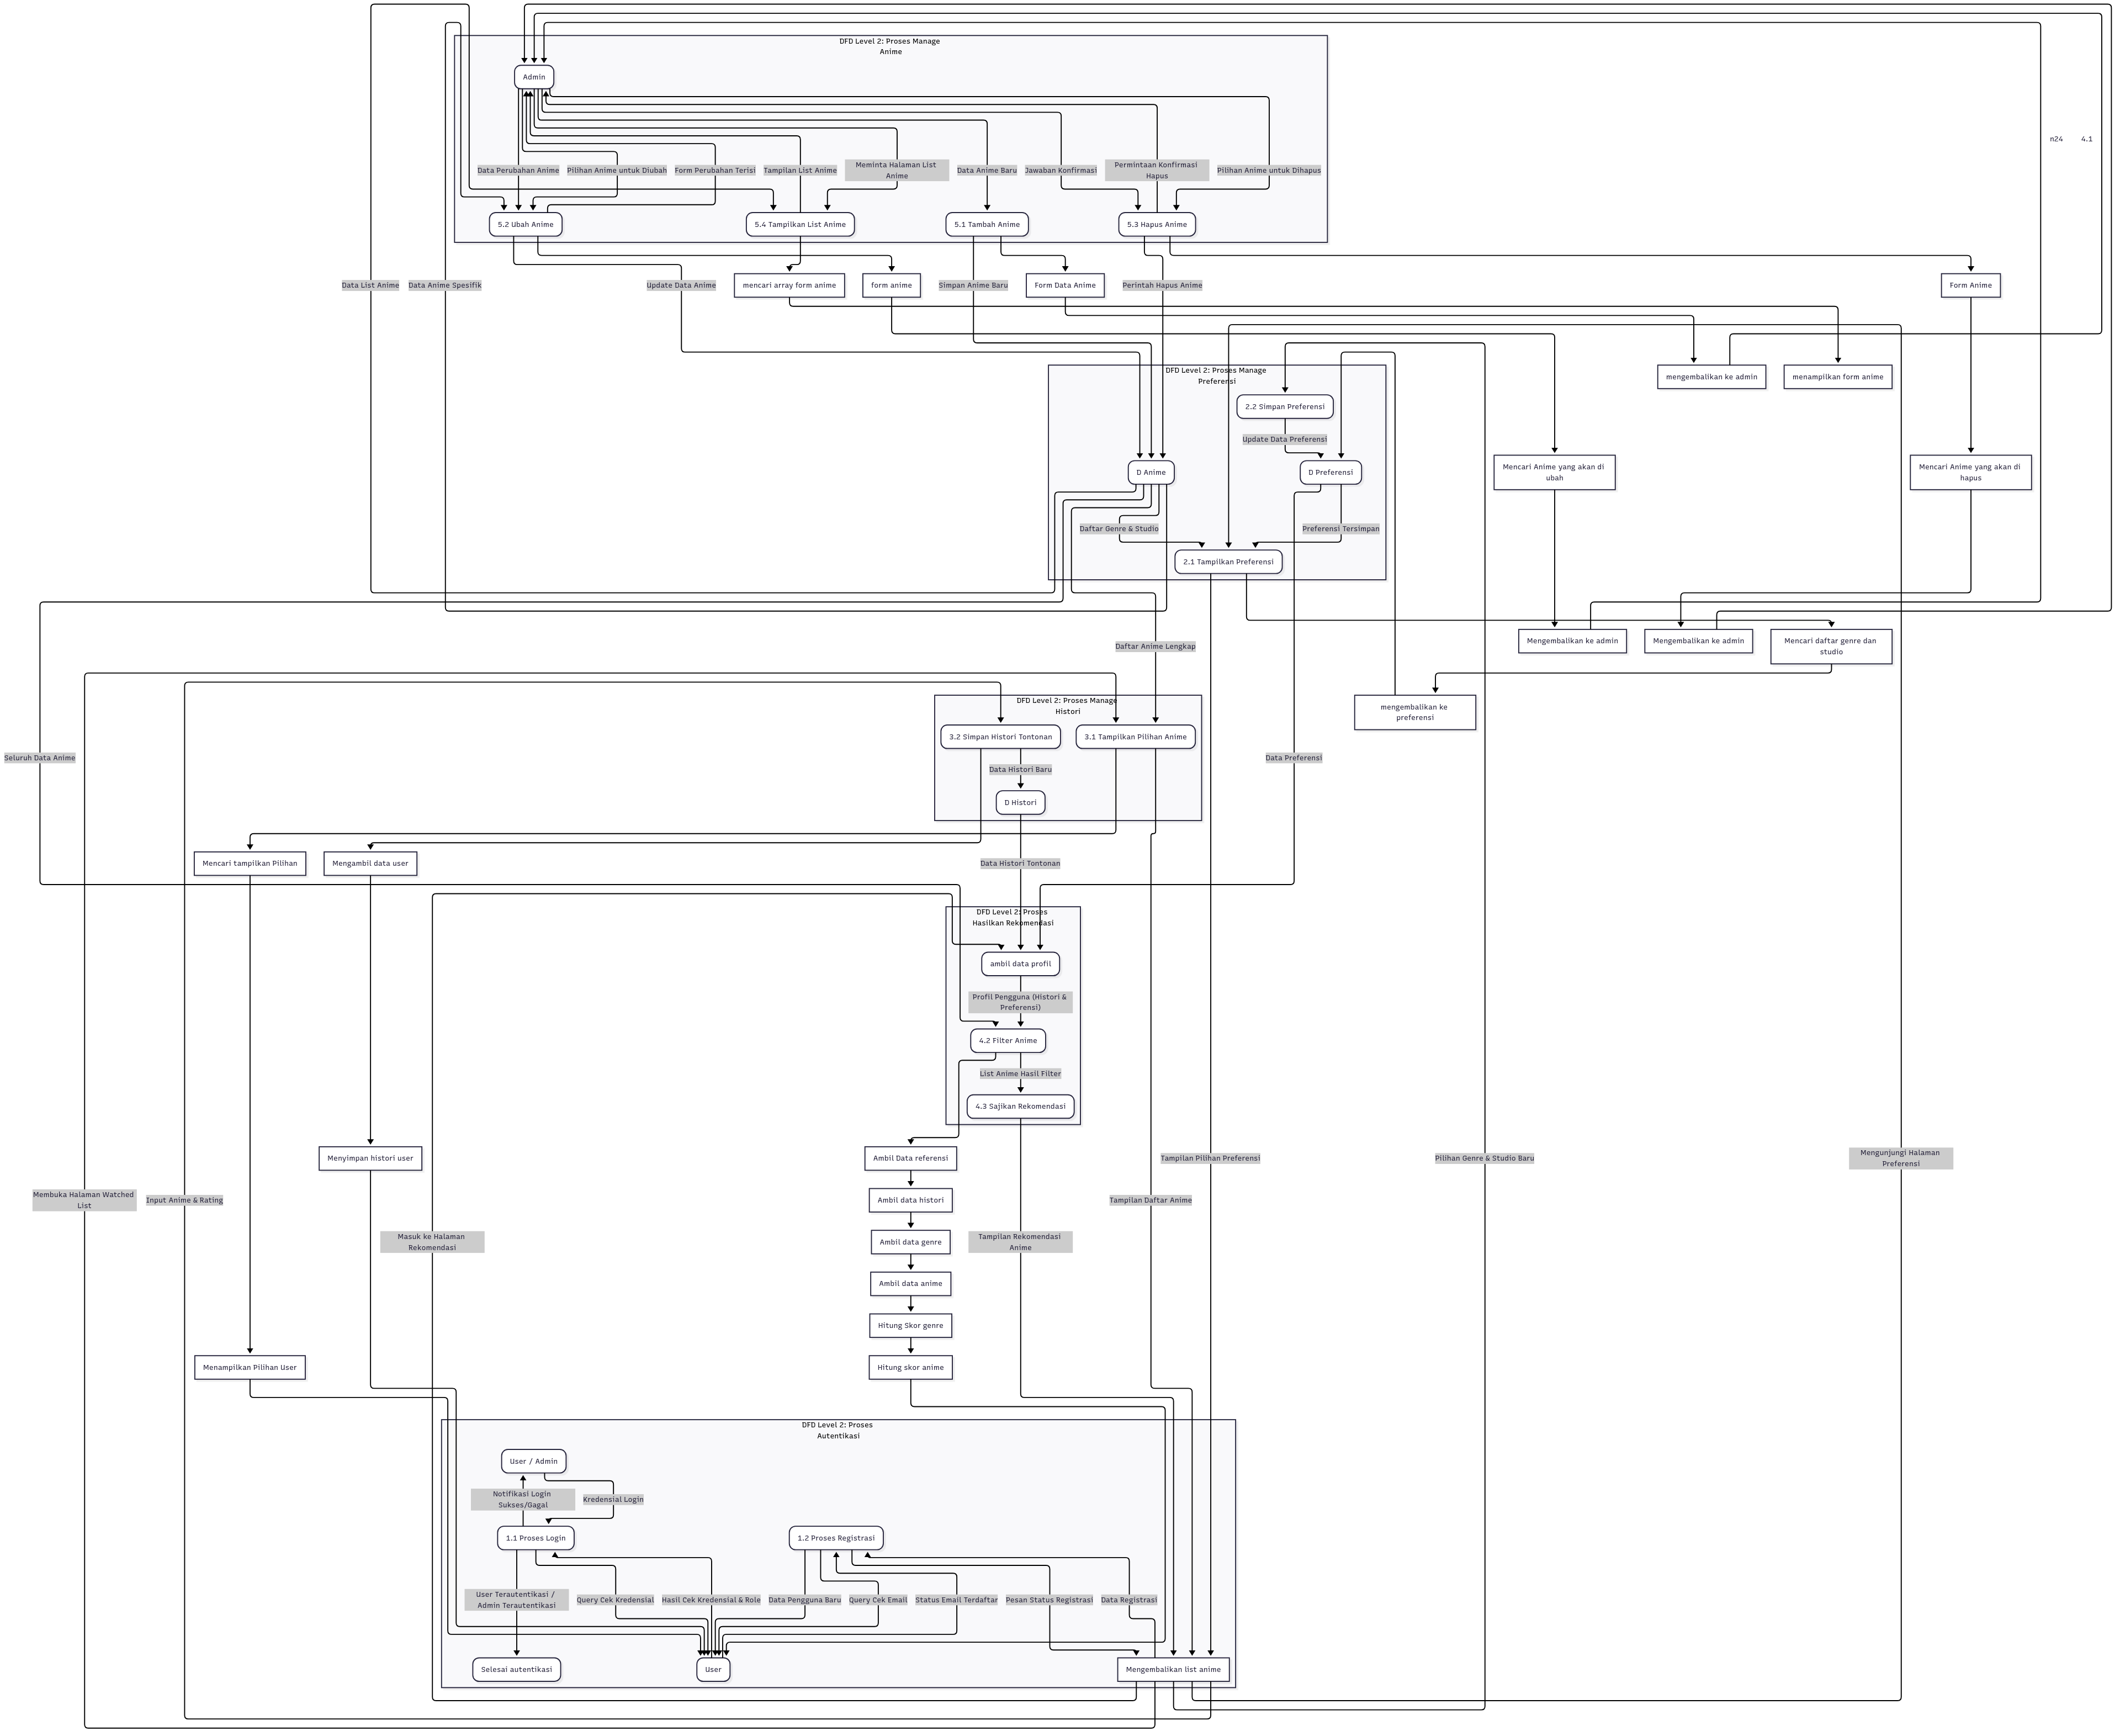 DFD Level 2: Proses Manage
Anime
Admin
n24
4.1
Data Perubahan Anime
Pilihan Anime untuk Diubah
Form Perubahan Terisi
Tampilan List Anime
Meminta Halaman List
Anime
Data Anime Baru
Jawaban Konfirmasi
Permintaan Konfirmasi
Hapus
Pilihan Anime untuk Dihapus
5.2 Ubah Anime
5.4 Tampilkan List Anime
5.1 Tambah Anime
5.3 Hapus Anime
Data List Anime
Data Anime Spesifik
Update Data Anime
mencari array form anime
form anime
Simpan Anime Baru
Form Data Anime
Perintah Hapus Anime
Form Anime
DFD Level 2: Proses Manage
Preferensi
mengembalikan ke admin
menampilkan form anime
2.2 Simpan Preferensi
Update Data Preferensi
D Anime
D Preferensi
Mencari Anime yang akan di
ubah
Mencari Anime yang akan di
hapus
Daftar Genre & Studio
Preferensi Tersimpan
2.1 Tampilkan Preferensi
Daftar Anime Lengkap
Mengembalikan ke admin
Mengembalikan ke admin
Mencari daftar genre dan
studio
DFD Level 2: Proses Manage
Histori
mengembalikan ke
preferensi
3.2 Simpan Histori Tontonan
3.1 Tampilkan Pilihan Anime
Seluruh Data Anime
Data Histori Baru
Data Preferensi
D Histori
Mencari tampilkan Pilihan
Mengambil data user
Data Histori Tontonan
DFD Level 2: Proses
Hasilkan Rekomendasi
ambil data profil
Profil Pengguna (Histori &
Preferensi)
4.2 Filter Anime
List Anime Hasil Filter
4.3 Sajikan Rekomendasi
Menyimpan histori user
Ambil Data referensi
Tampilan Pilihan Preferensi
Pilihan Genre & Studio Baru
Mengunjungi Halaman
Preferensi
Membuka Halaman Watched
List
Input Anime & Rating
Ambil data histori
Tampilan Daftar Anime
Masuk ke Halaman
Rekomendasi
Ambil data genre
Tampilan Rekomendasi
Anime
Ambil data anime
Hitung Skor genre
Menampilkan Pilihan User
Hitung skor anime
DFD Level 2: Proses
Autentikasi
User / Admin
Notifikasi Login
Sukses/Gagal
Kredensial Login
1.1 Proses Login
1.2 Proses Registrasi
User Terautentikasi /
Admin Terautentikasi
Query Cek Kredensial
Hasil Cek Kredensial & Role
Data Pengguna Baru
Query Cek Email
Status Email Terdaftar
Pesan Status Registrasi
Data Registrasi
Selesai autentikasi
User
Mengembalikan list anime